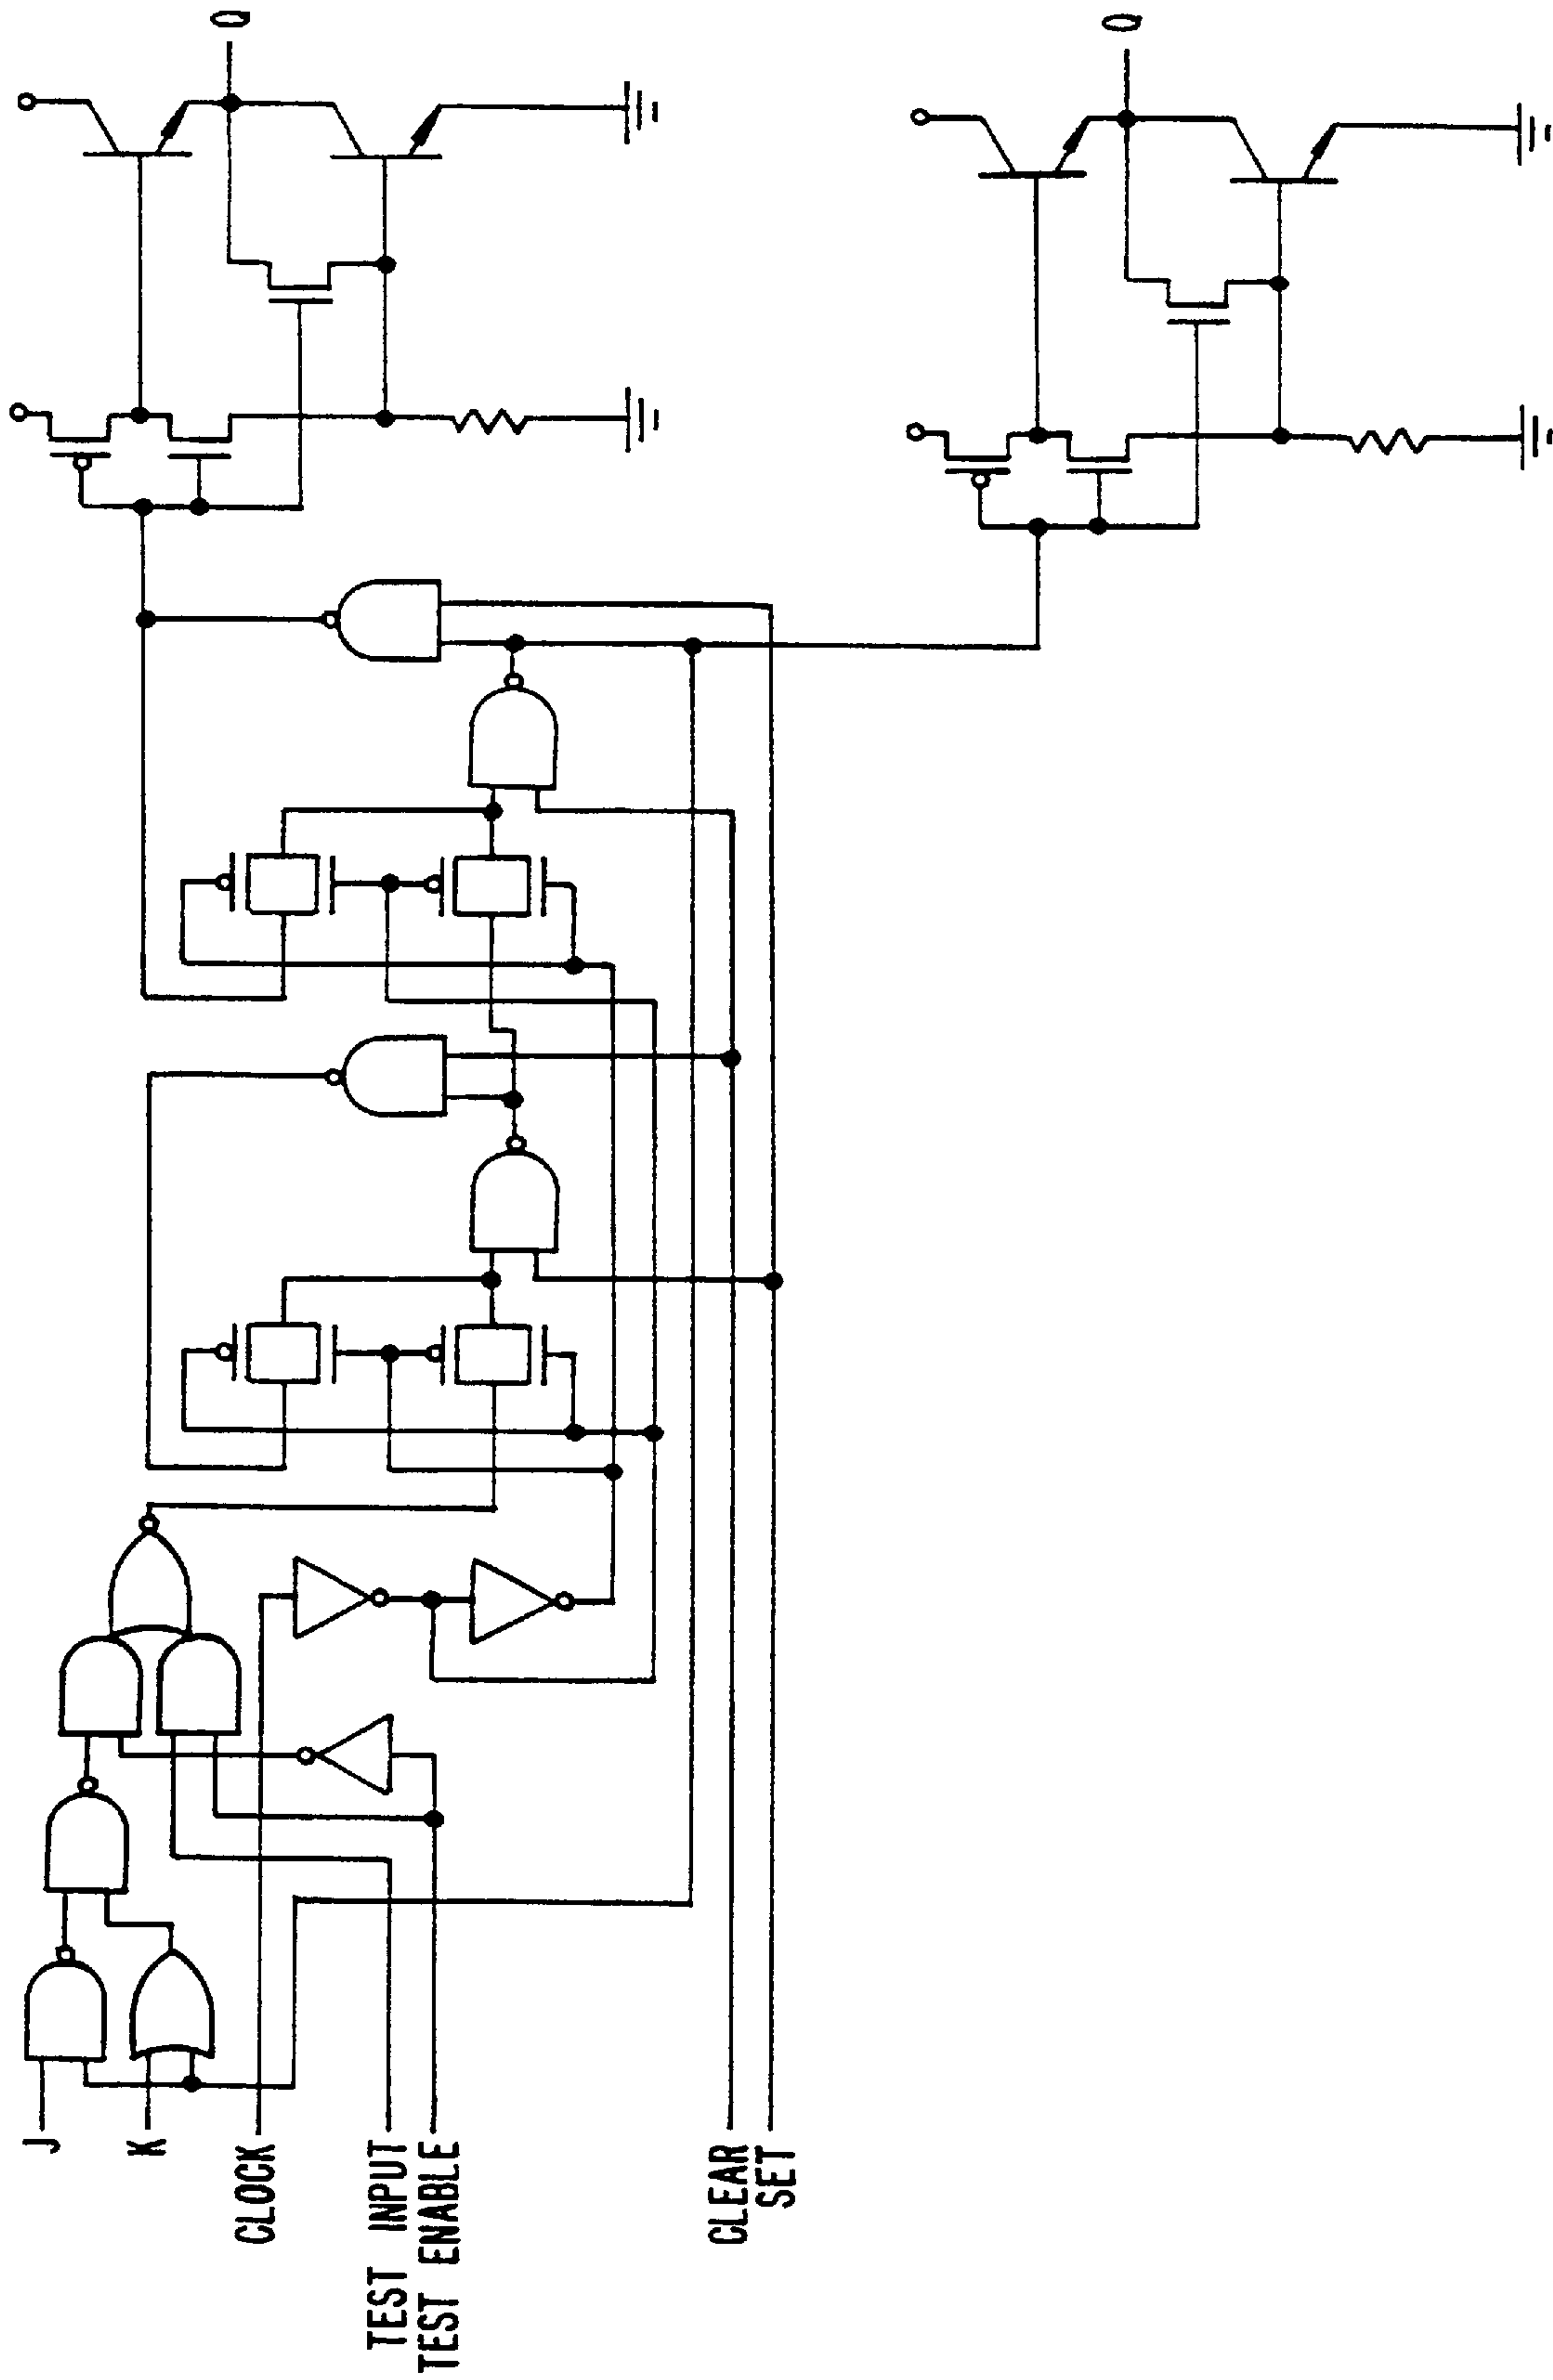 J
K
CLOCK
TEST INPUT
TEST ENABLE
CLEAR
SET
Q
Q